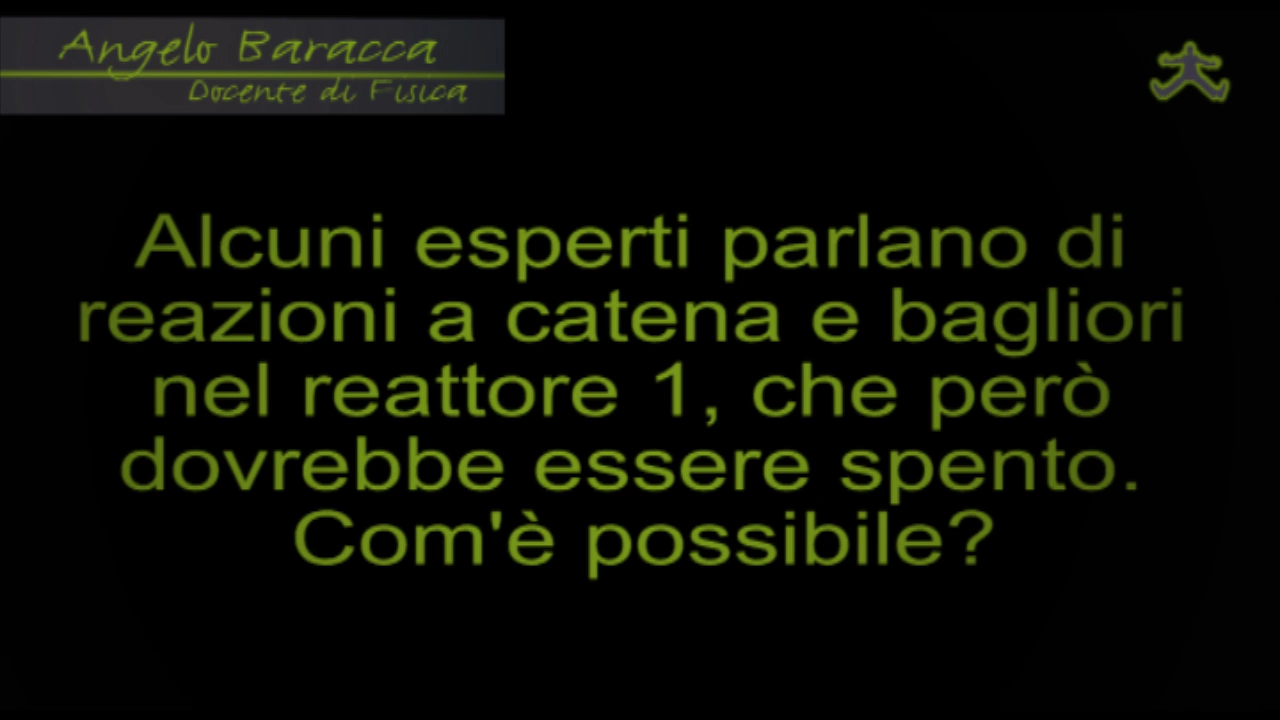 Angelo Baracca
Docente di Fisica
Alcuni esperti parlano di
reazioni a catena e bagliori
nel reattore 1, che però
dovrebbe essere spento.
Com'è possibile?